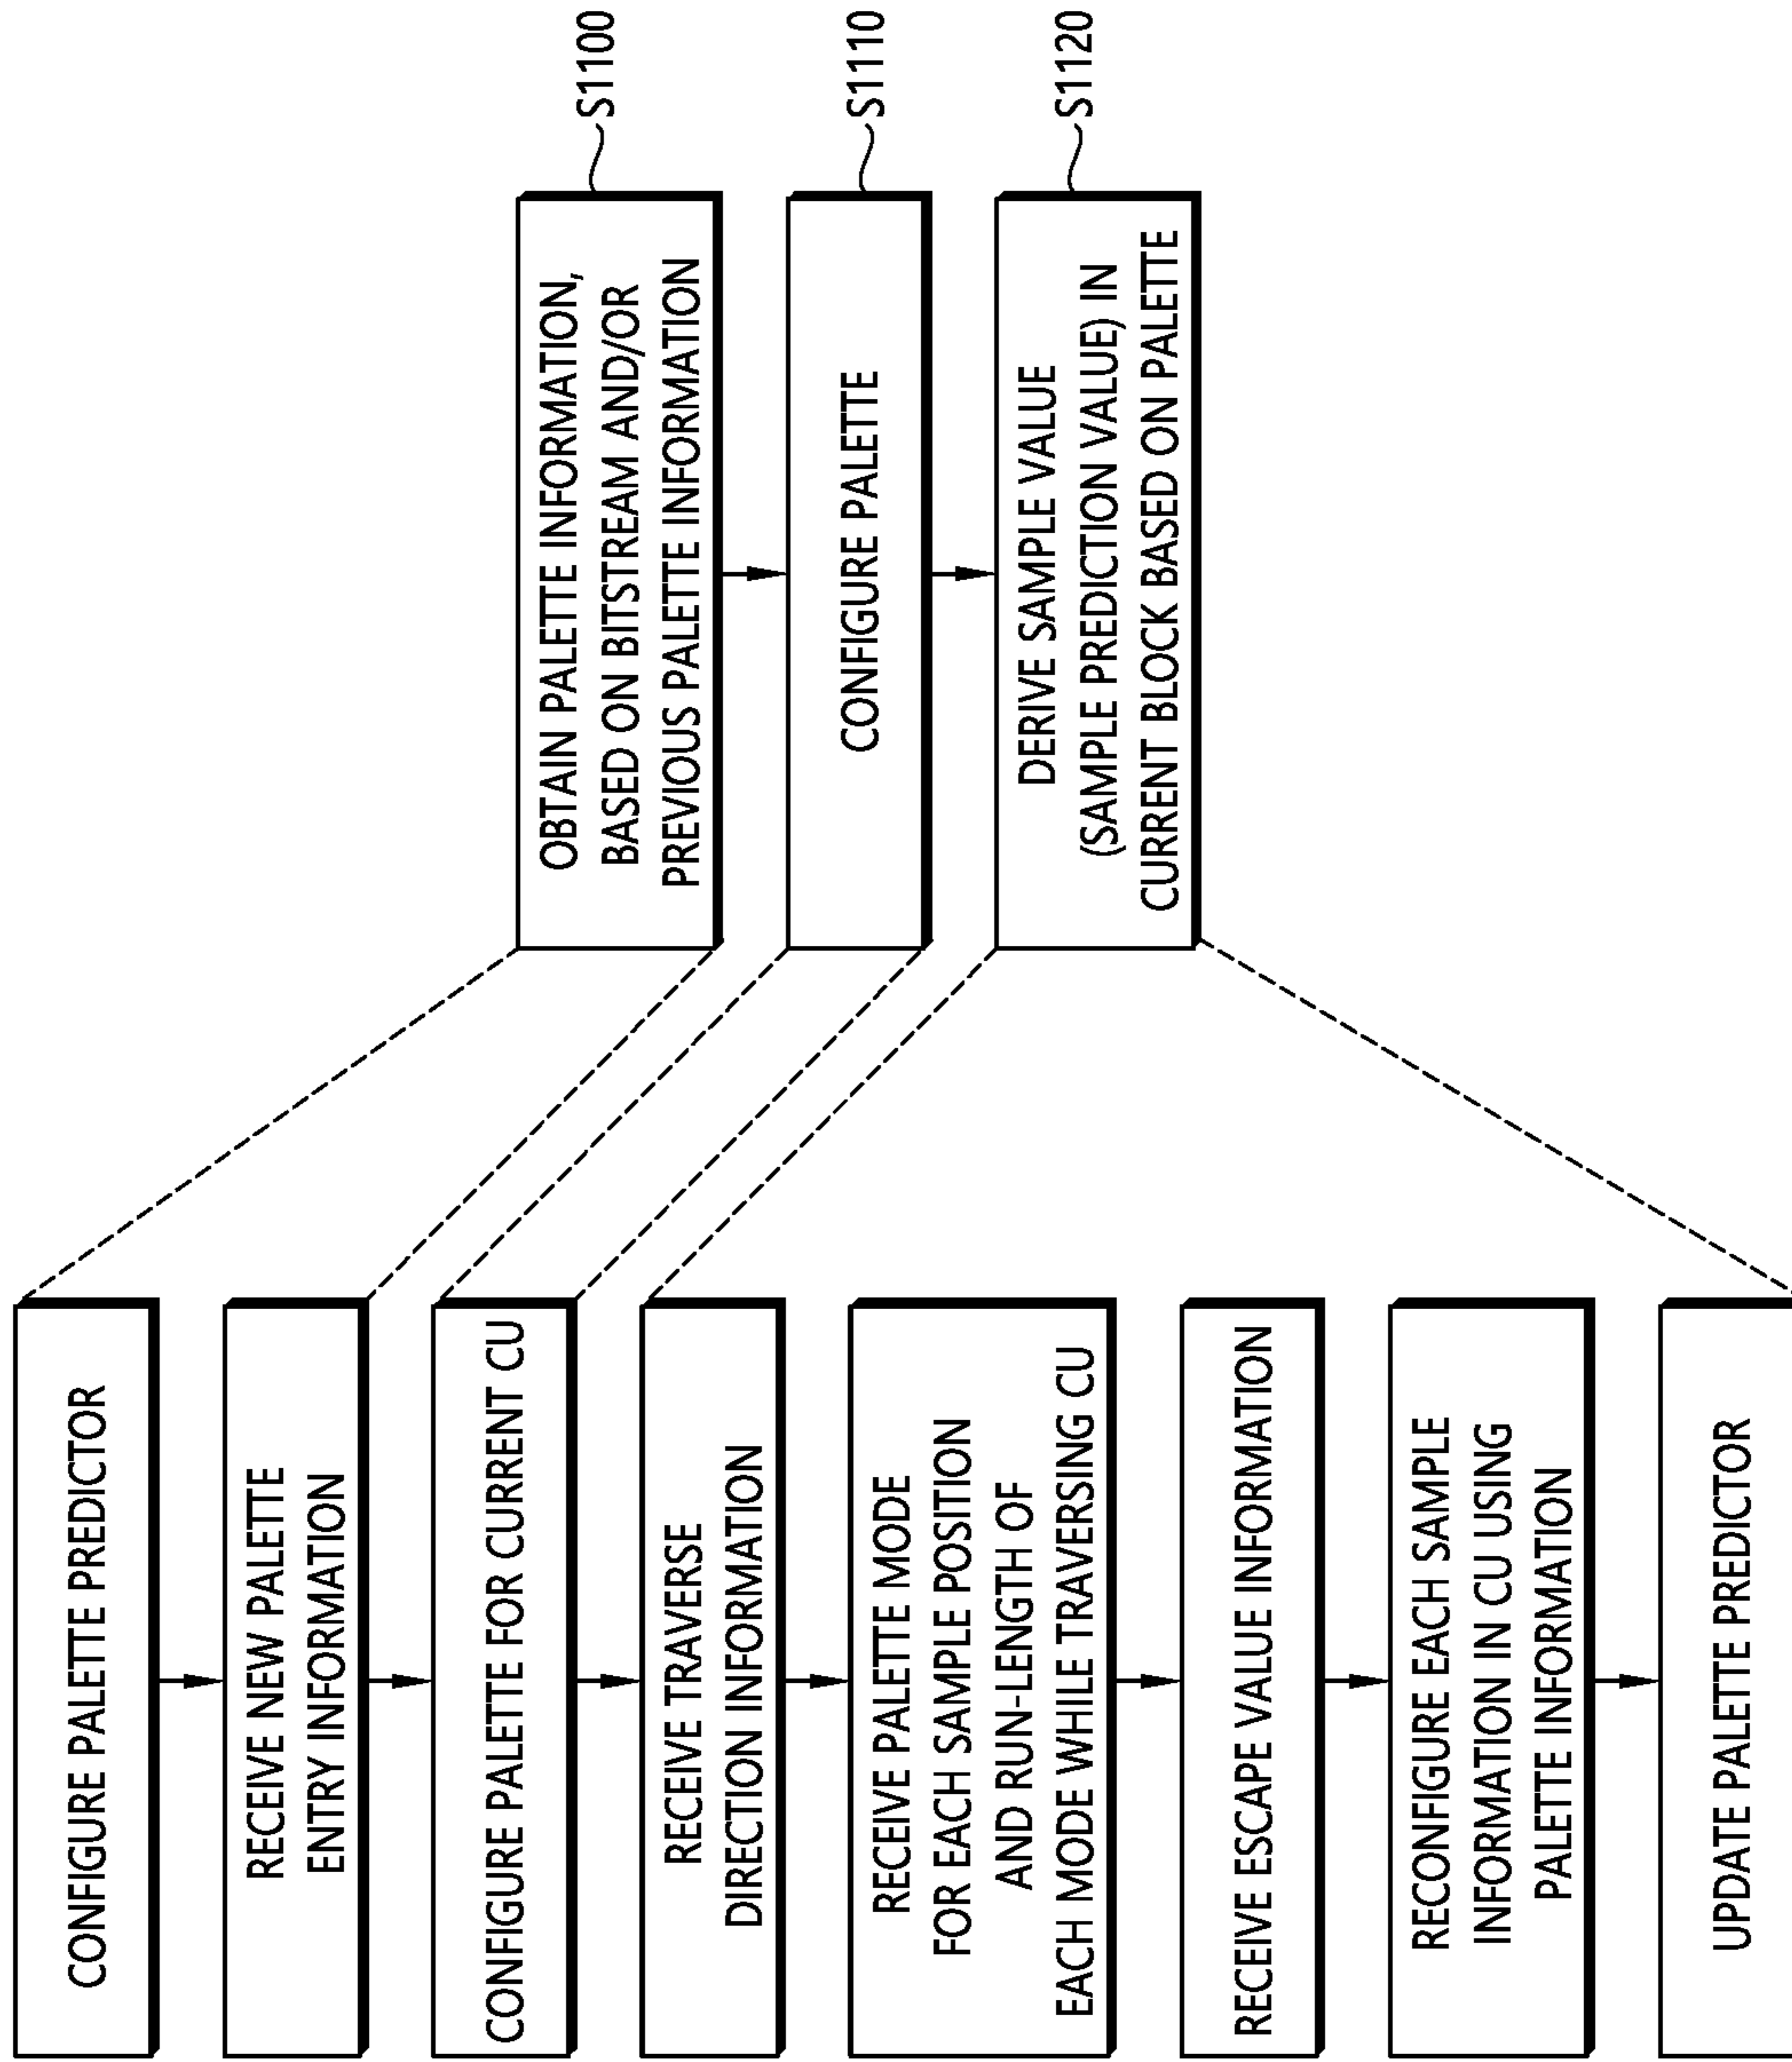 CONFIGURE PALETTE PREDICTOR
RECEIVE NEW PALETTE
ENTRY INFORMATION
CONFIGURE PALETTE FOR CURRENT CU
RECEIVE TRAVERSE
DIRECTION INFORMATION
RECEIVE PALETTE MODE
FOR EACH SAMPLE POSITION
AND RUN-LENGTH OF
EACH MODE WHILE TRAVERSING CU
RECEIVE ESCAPE VALUE INFORMATION
RECONFIGURE EACH SAMPLE
INFORMATION IN CU USING
PALETTE INFORMATION
UPDATE PALETTE PREDICTOR
OBTAIN PALETTE INFORMATION,
BASED ON BITSTREAM AND/OR
PREVIOUS PALETTE INFORMATION
S1100
CONFIGURE PALETTE
S1110
DERIVE SAMPLE VALUE
(SAMPLE PREDICTION VALUE) IN
CURRENT BLOCK BASED ON PALETTE
S1120